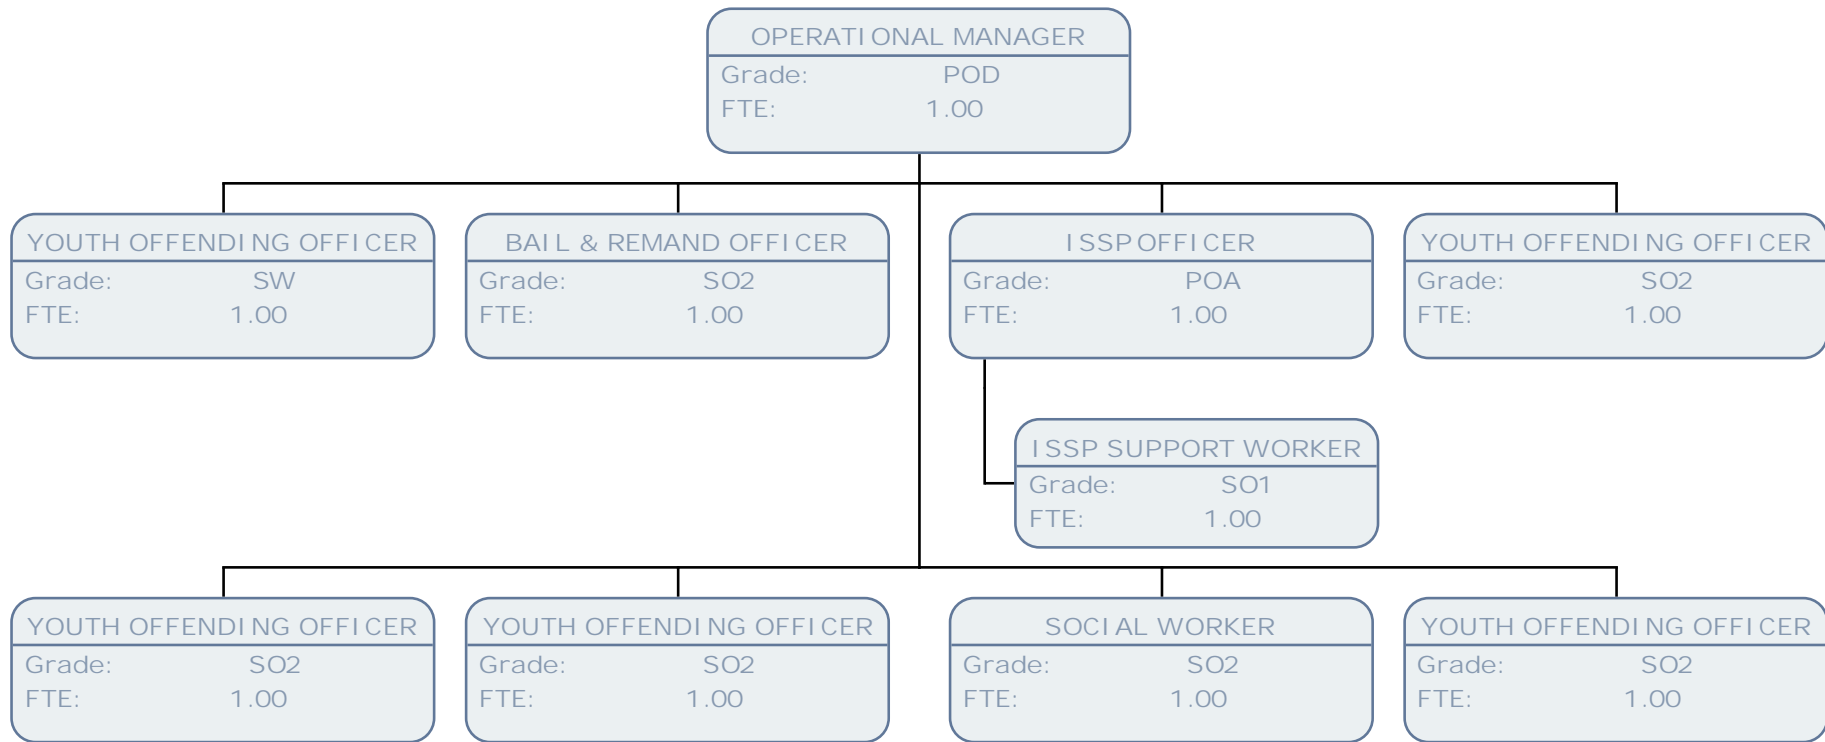 OPERATIONAL MANAGER
Grade: POD
FTE: 1.00
YOUTH OFFENDING OFFICER
Grade: SW
FTE: 1.00
BAIL & REMAND OFFICER
Grade: SO2
FTE: 1.00
ISSP OFFICER
Grade: POA
FTE: 1.00
YOUTH OFFENDING OFFICER
Grade: SO2
FTE: 1.00
ISSP SUPPORT WORKER
Grade: SO1
FTE: 1.00
YOUTH OFFENDING OFFICER
Grade: SO2
FTE: 1.00
YOUTH OFFENDING OFFICER
Grade: SO2
FTE: 1.00
SOCIAL WORKER
Grade: SO2
FTE: 1.00
YOUTH OFFENDING OFFICER
Grade: SO2
FTE: 1.00